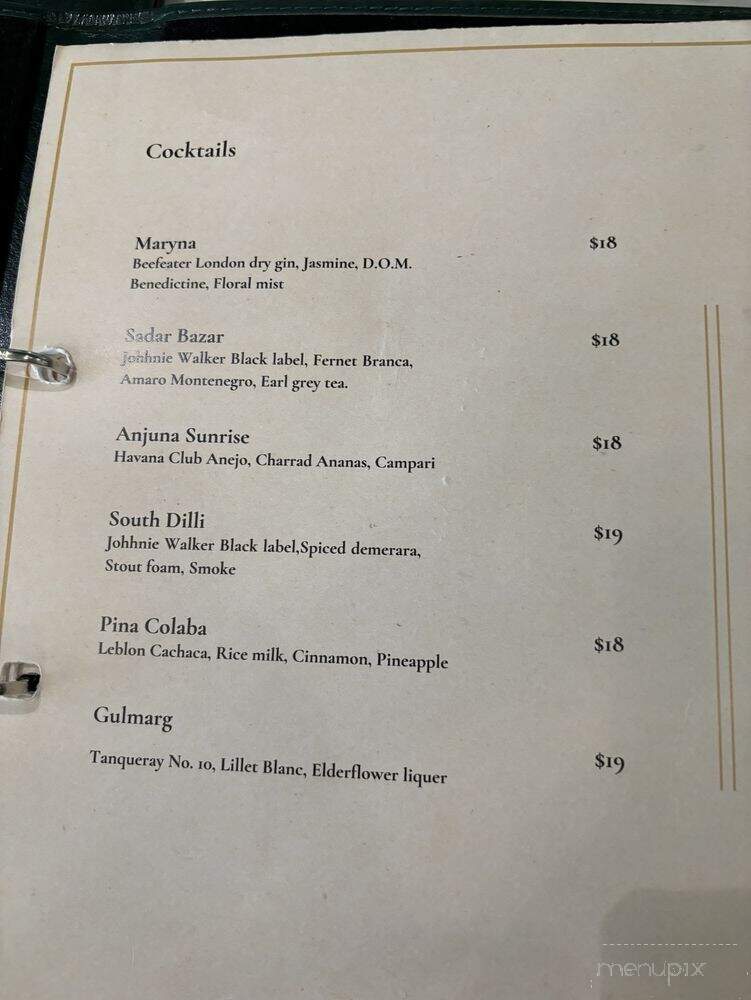 Cocktails
Maryna $18
Beefeater London dry gin, Jasmine, D.O.M.
Benedictine, Floral mist
Sadar Bazar $18
Johhnie Walker Black label, Fernet Branca,
Amaro Montenegro, Earl grey tea.
Anjuna Sunrise $18
Havana Club Anejo, Charrad Ananas, Campari
South Dilli $19
Johhnie Walker Black label,Spiced demerara,
Stout foam, Smoke
Pina Colaba $18
Leblon Cachaca, Rice milk, Cinnamon, Pineapple
Gulmarg
Tanqueray No. 10, Lillet Blanc, Elderflower liquer $19
menupix